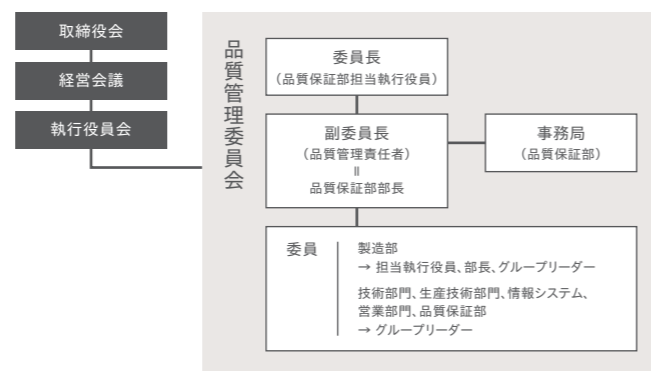 取締役会
経営会議
執行役員会
品質管理委員会
委員長
（品質保証部担当執行役員）
副委員長
（品質管理責任者）
॥
品質保証部部長
事務局
（品質保証部）
委員
製造部
→ 担当執行役員、部長、グループリーダー
技術部門、生産技術部門、情報システム、
営業部門、品質保証部
→ グループリーダー